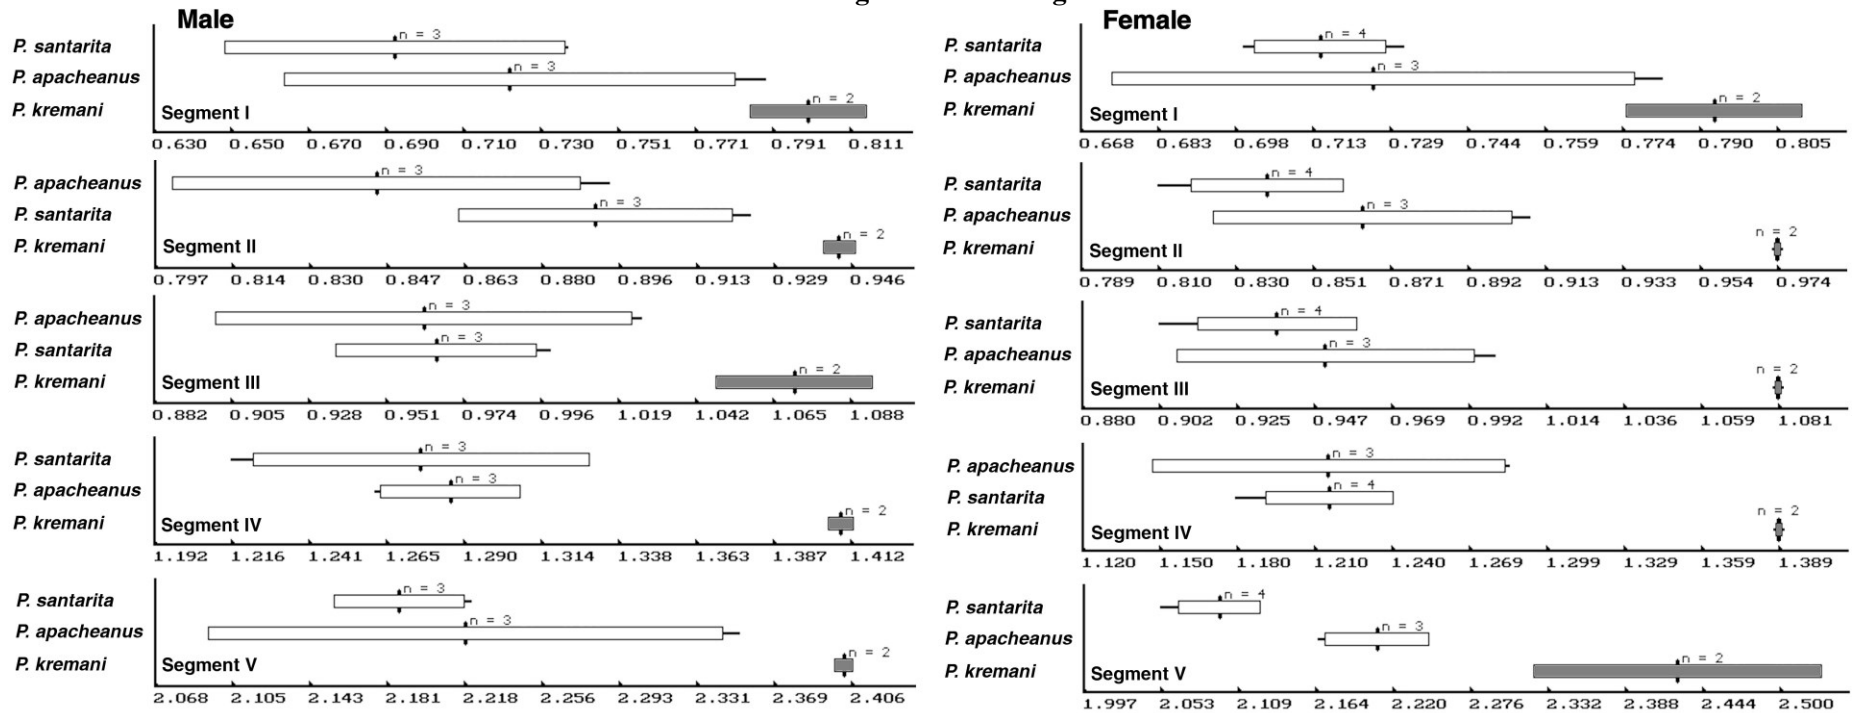 Male
P. santarita n = 3
P. apacheanus n = 3
P. kremani Segment I n = 2
0.630 0.650 0.670 0.690 0.710 0.730 0.751 0.771 0.791 0.811
P. apacheanus n = 3
P. santarita n = 3
P. kremani Segment II n = 2
0.797 0.814 0.830 0.847 0.863 0.880 0.896 0.913 0.929 0.946
P. apacheanus n = 3
P. santarita n = 3
P. kremani Segment III n = 2
0.882 0.905 0.928 0.951 0.974 0.996 1.019 1.042 1.065 1.088
P. santarita n = 3
P. apacheanus n = 3
P. kremani Segment IV n = 2
1.192 1.216 1.241 1.265 1.290 1.314 1.338 1.363 1.387 1.412
P. santarita n = 3
P. apacheanus n = 3
P. kremani Segment V n = 2
2.068 2.105 2.143 2.181 2.218 2.256 2.293 2.331 2.369 2.406
Female
P. santarita n = 4
P. apacheanus n = 3
P. kremani Segment I n = 2
0.668 0.683 0.698 0.713 0.729 0.744 0.759 0.774 0.790 0.805
P. santarita n = 4
P. apacheanus n = 3
P. kremani Segment II n = 2
0.789 0.810 0.830 0.851 0.871 0.892 0.913 0.933 0.954 0.974
P. santarita n = 4
P. apacheanus n = 3
P. kremani Segment III n = 2
0.880 0.902 0.925 0.947 0.969 0.992 1.014 1.036 1.059 1.081
P. apacheanus n = 3
P. santarita n = 4
P. kremani Segment IV n = 2
1.120 1.150 1.180 1.210 1.240 1.269 1.299 1.329 1.359 1.389
P. santarita n = 4
P. apacheanus n = 3
P. kremani Segment V n = 2
1.997 2.053 2.109 2.164 2.220 2.276 2.332 2.388 2.444 2.500